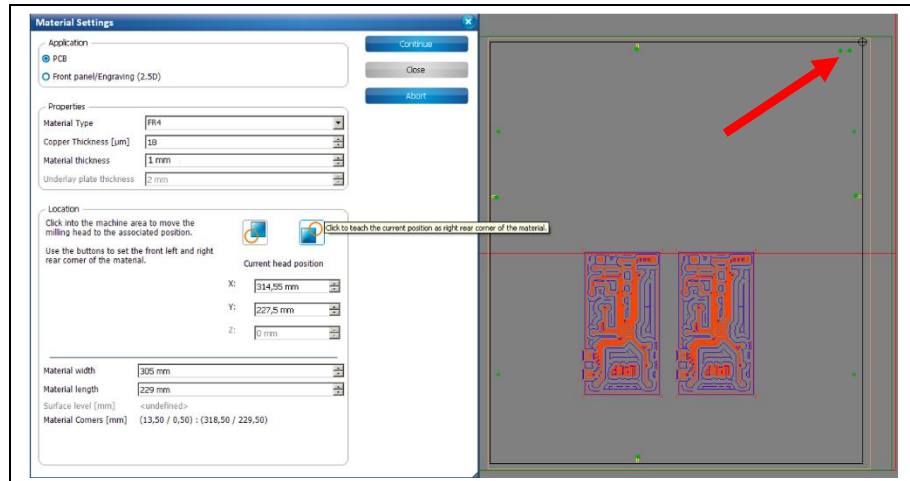 Material Settings
Application
PCB
Front panel/Engraving (2.5D)
Continue
Close
Abort
Properties
Material Type FR4
Copper Thickness [µm] 18
Material thickness 1 mm
Underlay plate thickness 2 mm
Location
Click into the machine area to move the
milling head to the associated position.
Use the buttons to set the front left and right
rear corner of the material.
Click to teach the current position as right rear corner of the material.
Current head position
X: 314,55 mm
Y: 227,5 mm
Z: 0 mm
Material width 305 mm
Material length 229 mm
Surface level [mm] <undefined>
Material Corners [mm] (13,50 / 0,50) : (318,50 / 229,50)